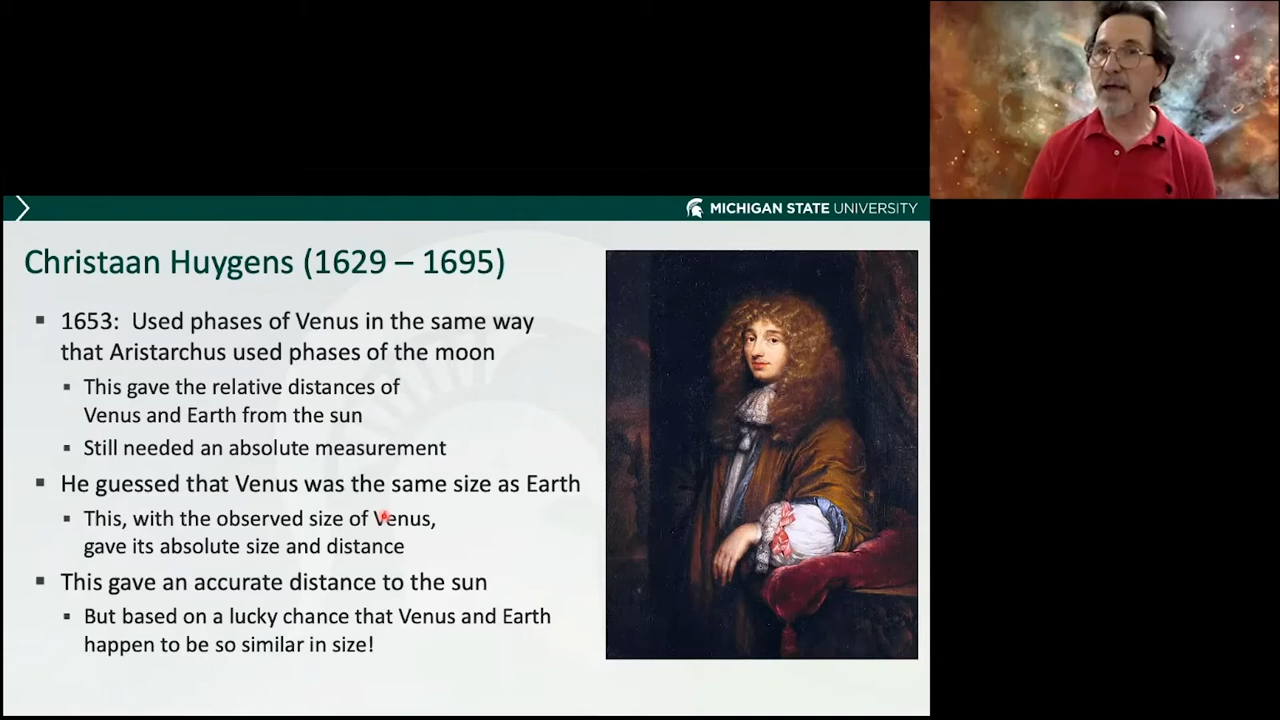 MICHIGAN STATE UNIVERSITY
Christaan Huygens (1629 – 1695)
1653: Used phases of Venus in the same way
that Aristarchus used phases of the moon
This gave the relative distances of
Venus and Earth from the sun
Still needed an absolute measurement
He guessed that Venus was the same size as Earth
This, with the observed size of Venus,
gave its absolute size and distance
This gave an accurate distance to the sun
But based on a lucky chance that Venus and Earth
happen to be so similar in size!